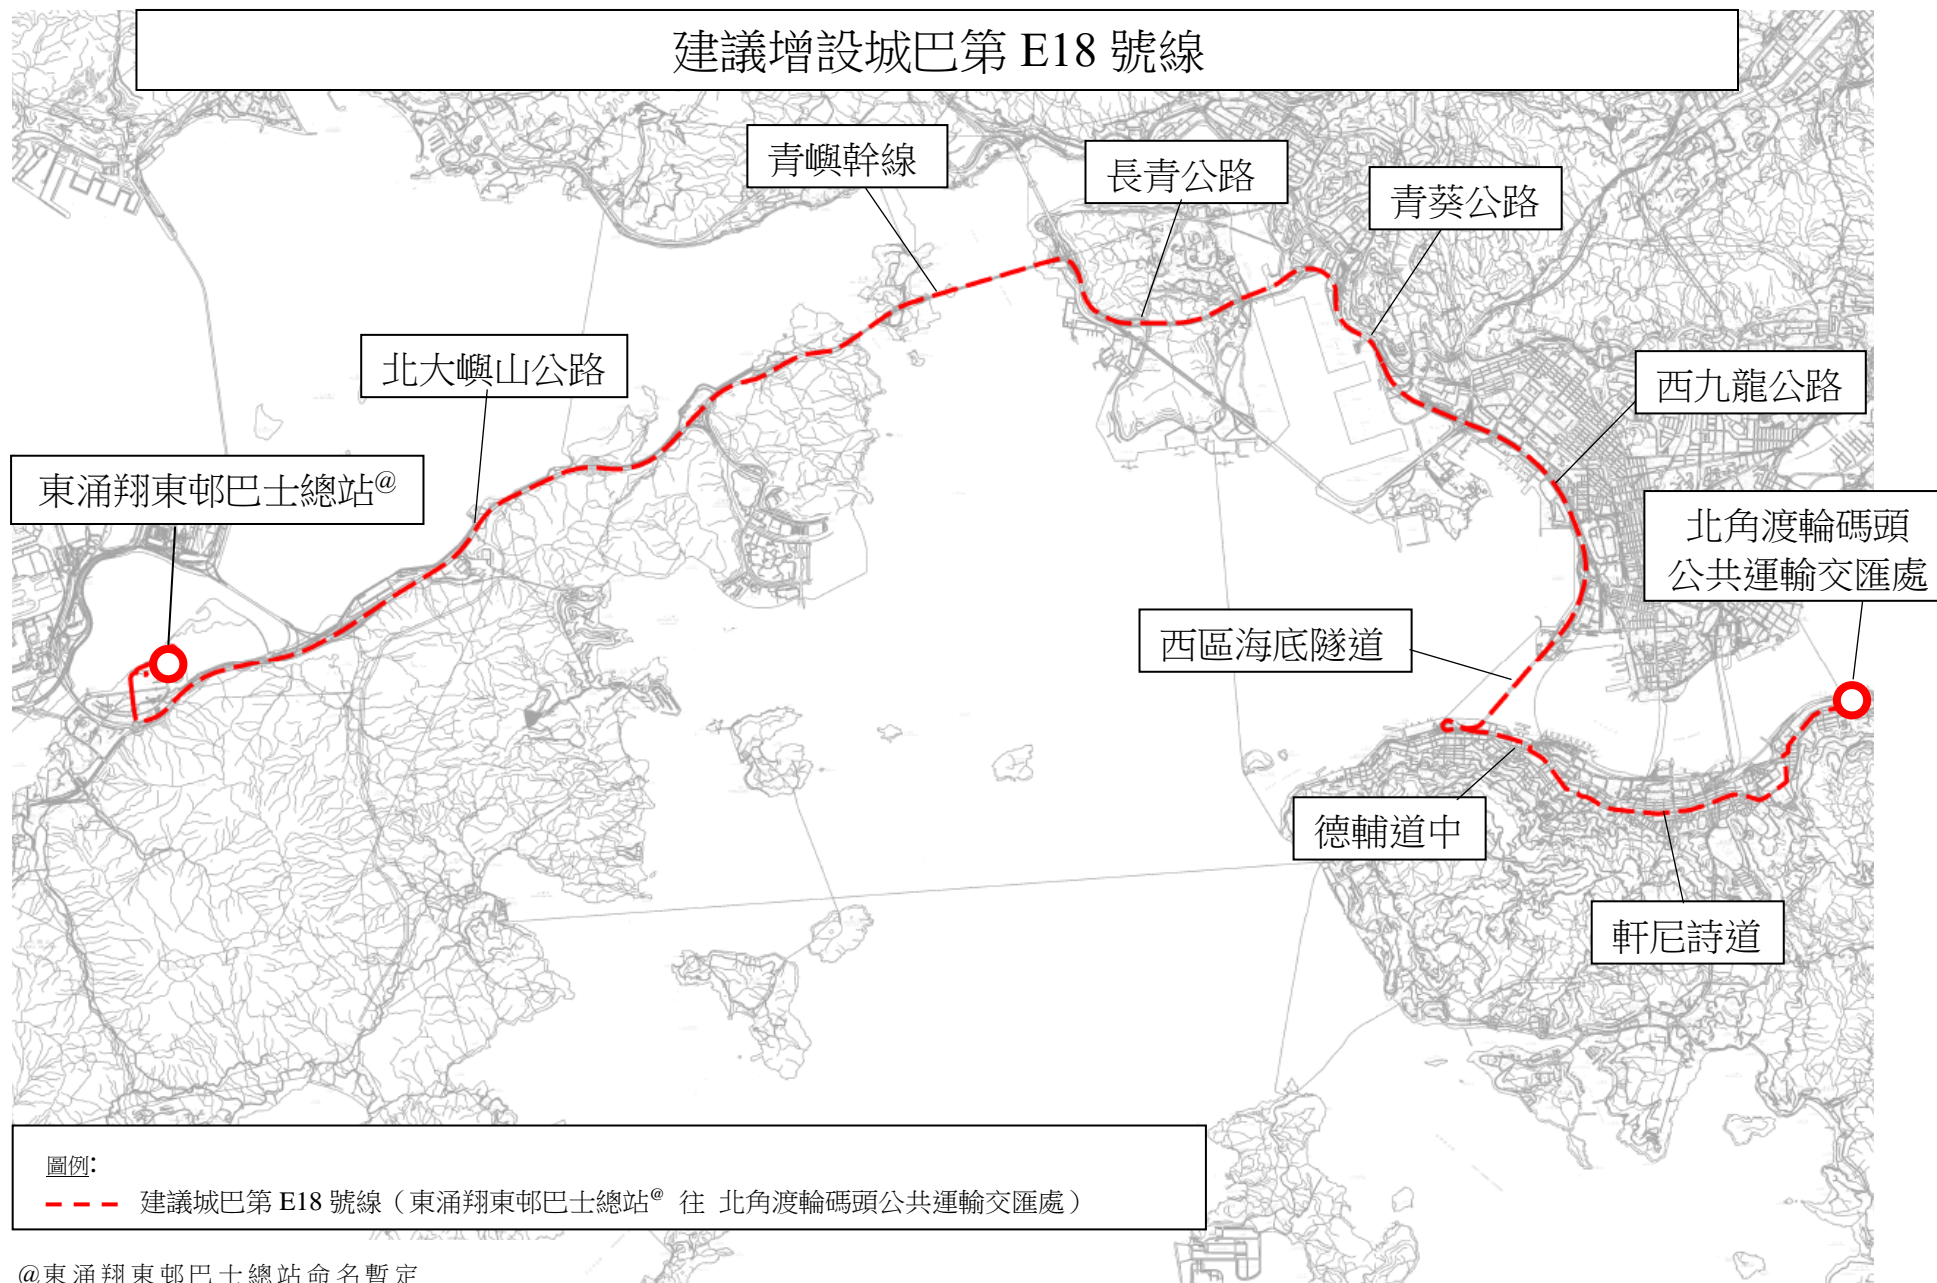 建議增設城巴第 E18 號線
青嶼幹線
長青公路
青葵公路
北大嶼山公路
西九龍公路
東涌翔東邨巴士總站@
北角渡輪碼頭
公共運輸交匯處
西區海底隧道
德輔道中
軒尼詩道
圖例:
建議城巴第 E18 號線（東涌翔東邨巴士總站@ 往 北角渡輪碼頭公共運輸交匯處）
@東涌翔東邨巴士總站命名暫定